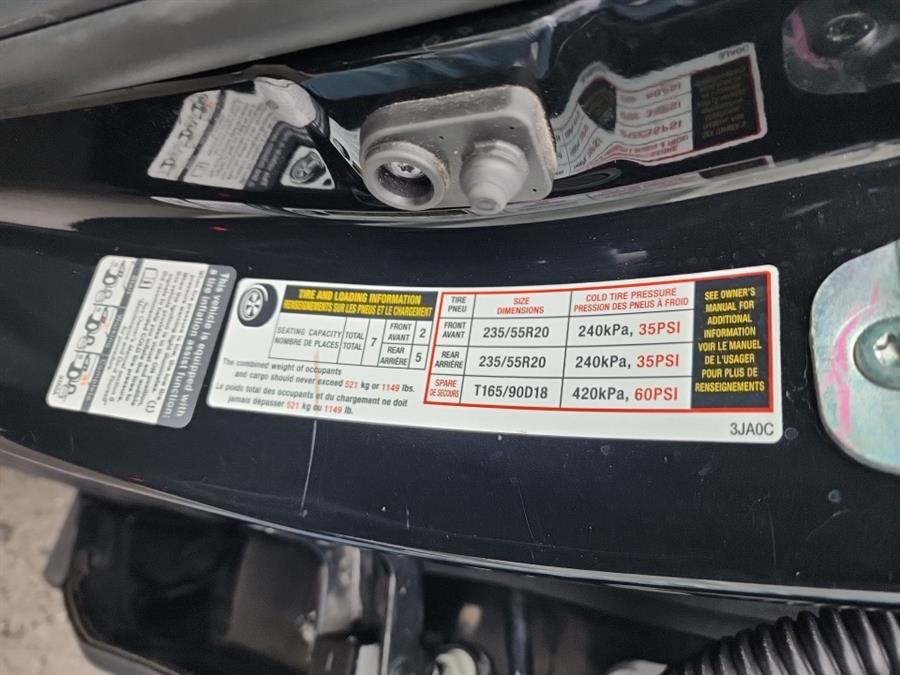 TIRE AND LOADING INFORMATION
RENSEIGNEMENTS SUR LES PNEUS ET LE CHARGEMENT
SEATING CAPACITY
NOMBRE DE PLACES
TOTAL
TOTAL
7
FRONT
AVANT
2
REAR
ARRIÈRE
5
The combined weight of occupants
and cargo should never exceed 521 kg or 1149 lbs.
Le poids total des occupants et du chargement ne doit
jamais dépasser 521 kg ou 1149 lb.
TIRE
PNEU
SIZE
DIMENSIONS
COLD TIRE PRESSURE
PRESSION DES PNEUS À FROID
FRONT
AVANT
235/55R20
240kPa, 35PSI
REAR
ARRIÈRE
235/55R20
240kPa, 35PSI
SPARE
DE SECOURS
T165/90D18
420kPa, 60PSI
SEE OWNER'S
MANUAL FOR
ADDITIONAL
INFORMATION
VOIR LE MANUEL
DE L'USAGER
POUR PLUS DE
RENSEIGNEMENTS
3JA0C
This vehicle is equipped with
a tire inflation assist function.